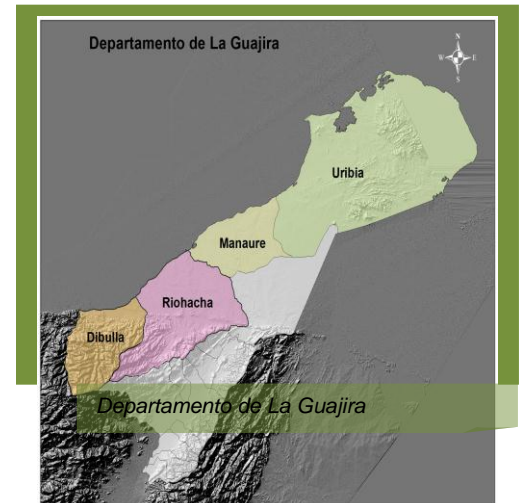 Departamento de La Guajira
N
W E
S
Uribia
Manaure
Riohacha
Dibulla
Departamento de La Guajira